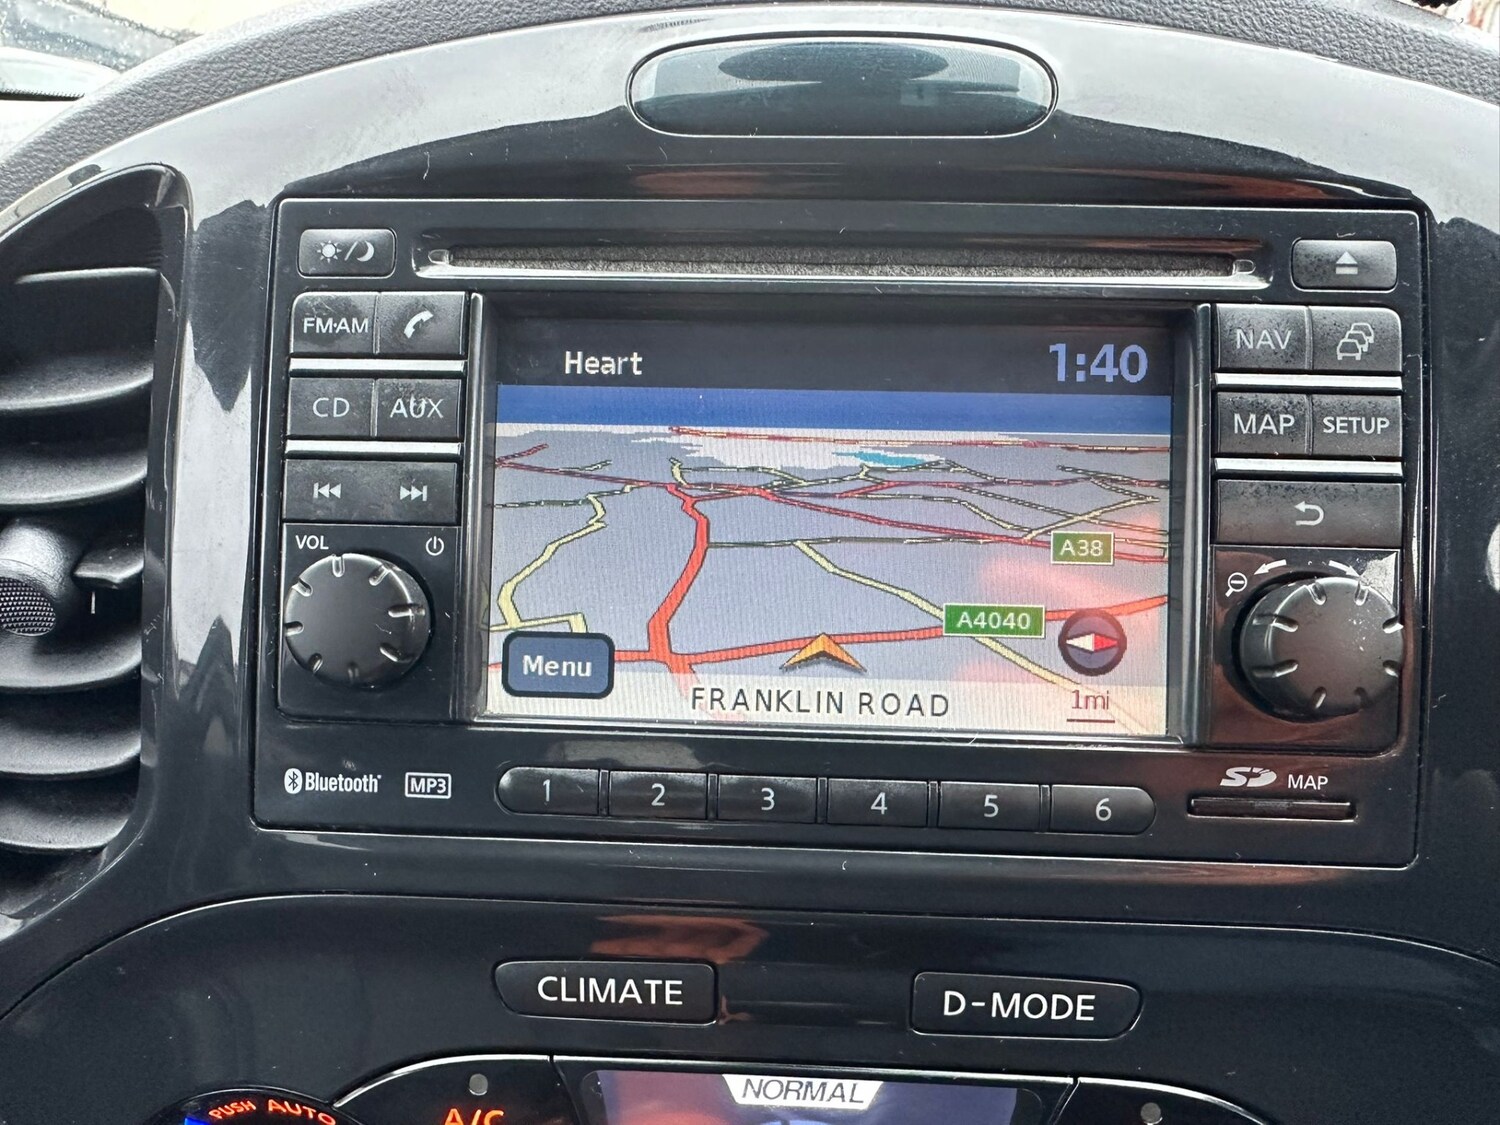 FM·AM
CD AUX
VOL
Heart 1:40
A38
A4040
Menu
FRANKLIN ROAD
1mi
NAV
MAP SETUP
Bluetooth MP3
1 2 3 4 5 6
SD MAP
CLIMATE D-MODE
NORMAL
PUSH AUTO
A/C